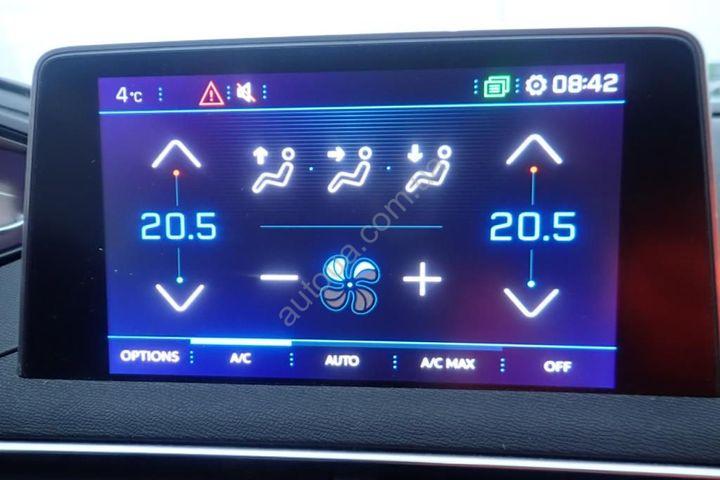 4°C 08:42
20.5 20.5
OPTIONS A/C AUTO A/C MAX OFF